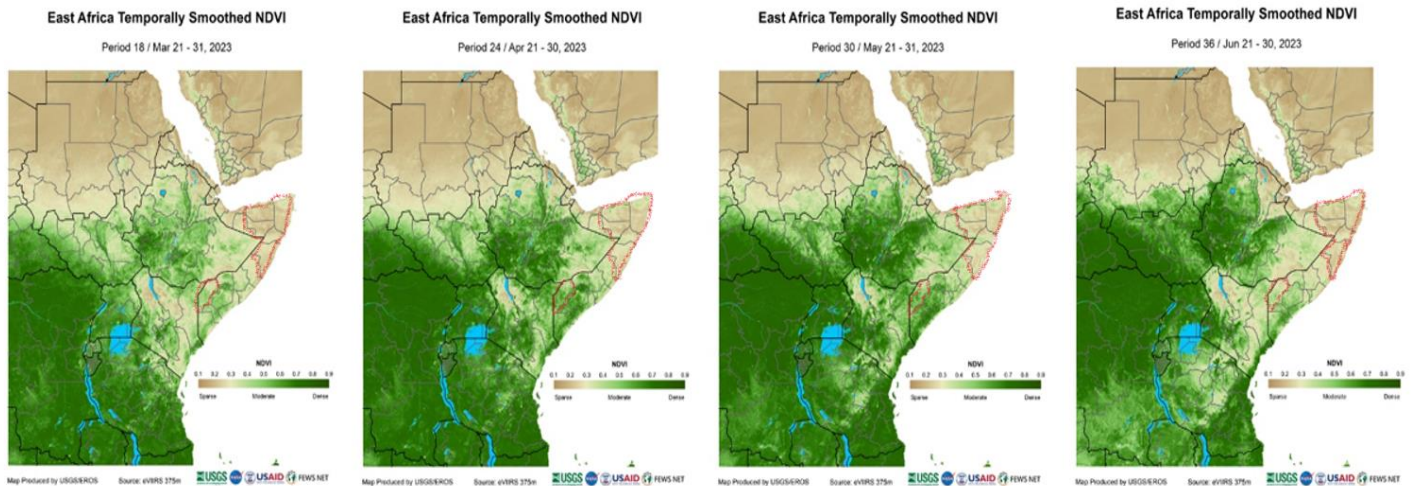 East Africa Temporally Smoothed NDVI
Period 18 / Mar 21 - 31, 2023
NDVI
0.1 0.2 0.3 0.4 0.5 0.6 0.7 0.8 0.9
Sparse Moderate Dense
Map Produced by USGS/EROS Source: eVIIRS 375m USGS USAID FEWS NET
East Africa Temporally Smoothed NDVI
Period 24 / Apr 21 - 30, 2023
NDVI
0.1 0.2 0.3 0.4 0.5 0.6 0.7 0.8 0.9
Sparse Moderate Dense
Map Produced by USGS/EROS Source: eVIIRS 375m USGS USAID FEWS NET
East Africa Temporally Smoothed NDVI
Period 30 / May 21 - 31, 2023
NDVI
0.1 0.2 0.3 0.4 0.5 0.6 0.7 0.8 0.9
Sparse Moderate Dense
Map Produced by USGS/EROS Source: eVIIRS 375m USGS USAID FEWS NET
East Africa Temporally Smoothed NDVI
Period 36 / Jun 21 - 30, 2023
NDVI
0.1 0.2 0.3 0.4 0.5 0.6 0.7 0.8 0.9
Sparse Moderate Dense
Map Produced by USGS/EROS Source: eVIIRS 375m USGS USAID FEWS NET